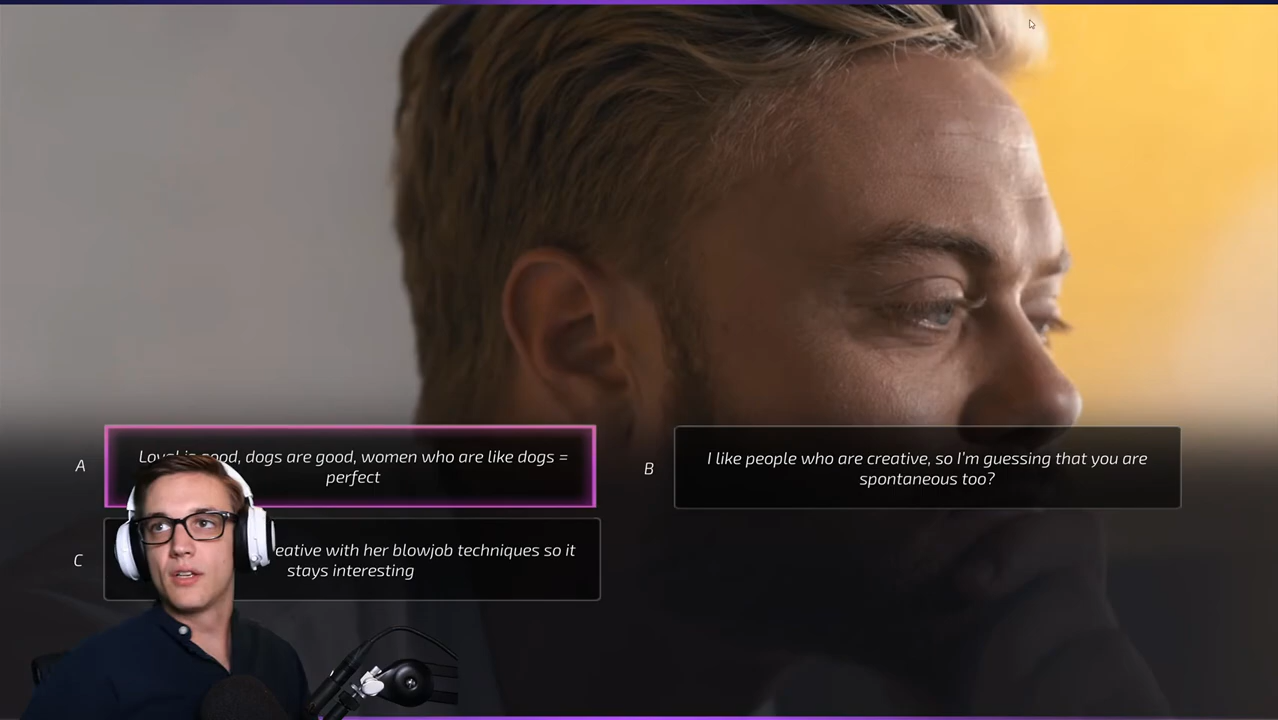 A
Loyal is good, dogs are good, women who are like dogs =
perfect
B
I like people who are creative, so I'm guessing that you are
spontaneous too?
C
eative with her blowjob techniques so it
stays interesting